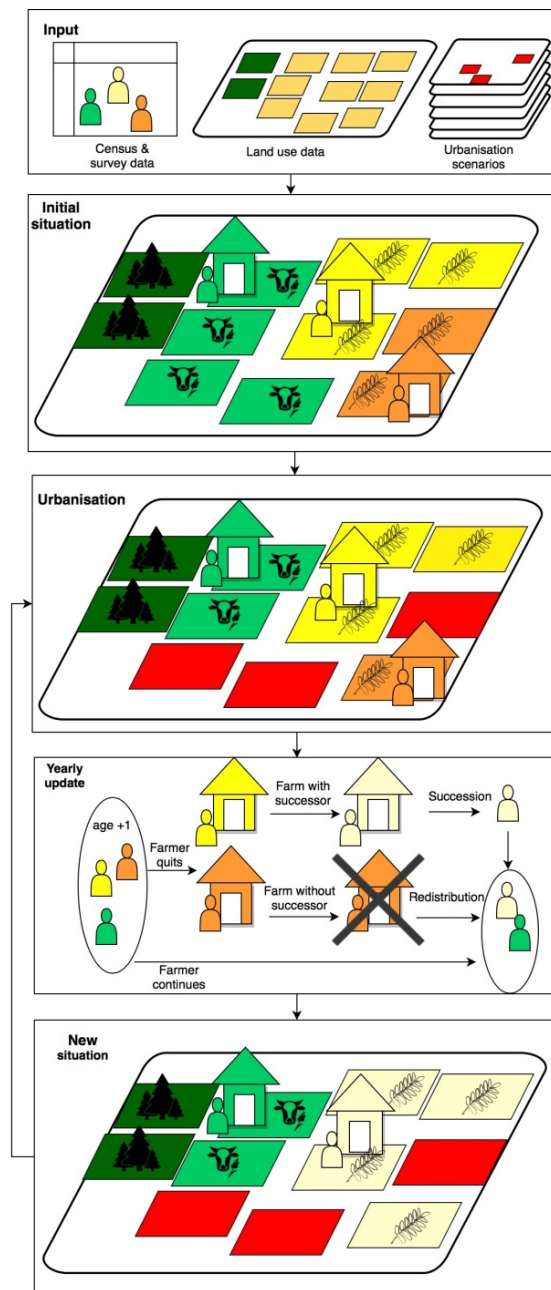 Input
Census &
survey data
Land use data
Urbanisation
scenarios
Initial
situation
Urbanisation
Yearly
update
age +1
Farmer
quits
Farm with
successor
Succession
Farm without
successor
Redistribution
Farmer
continues
New
situation